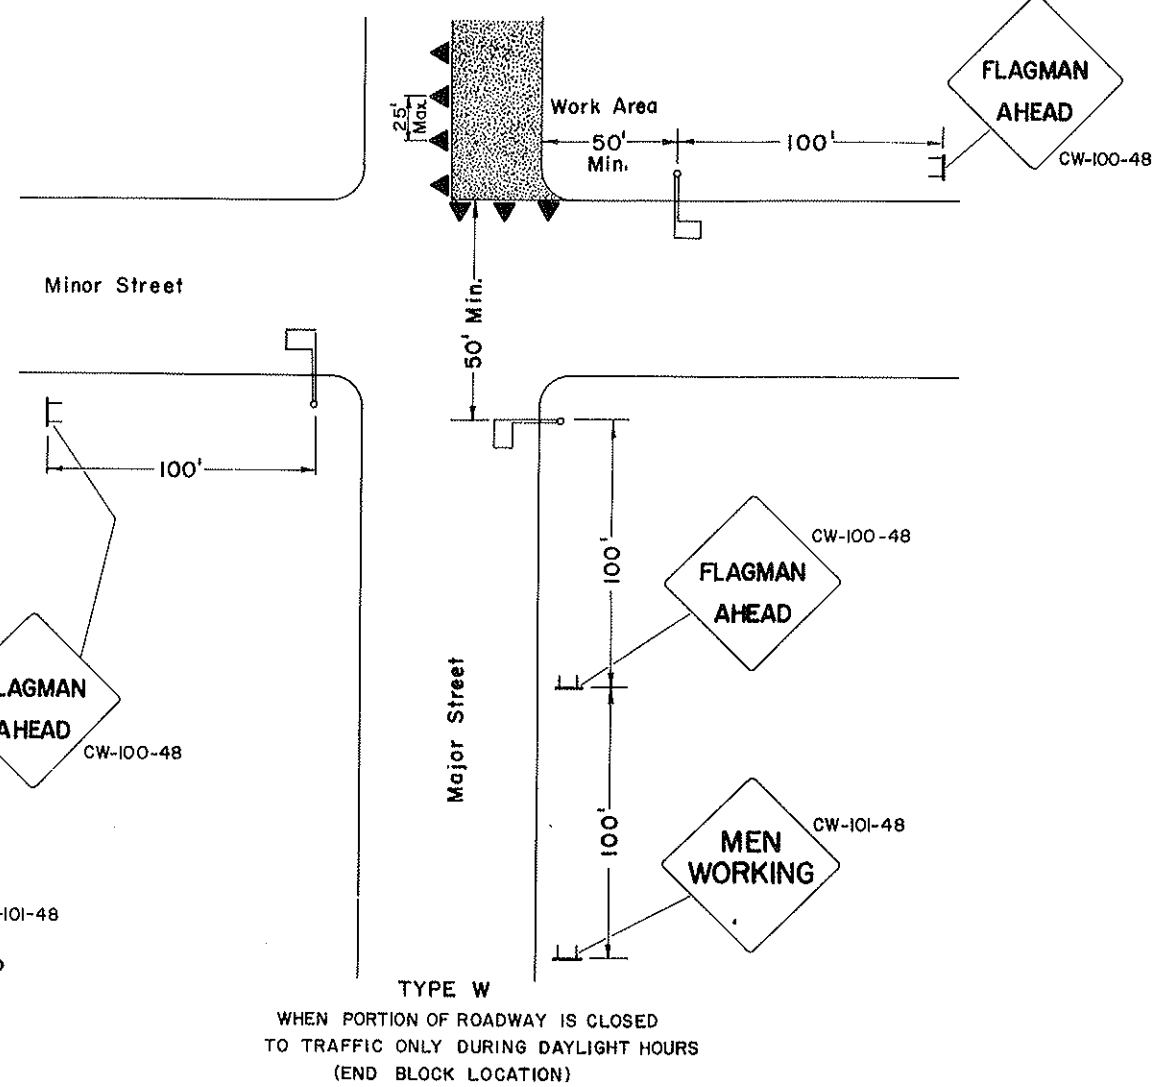 FLAGMAN
AHEAD
CW-100-48
Work Area
25'
Max.
50'
Min.
100'
Minor Street
50' Min.
100'
CW-100-48
FLAGMAN
AHEAD
100'
LAGMAN
AHEAD
CW-100-48
Major Street
CW-101-48
MEN
WORKING
100'
-101-48
TYPE W
WHEN PORTION OF ROADWAY IS CLOSED
TO TRAFFIC ONLY DURING DAYLIGHT HOURS
(END BLOCK LOCATION)